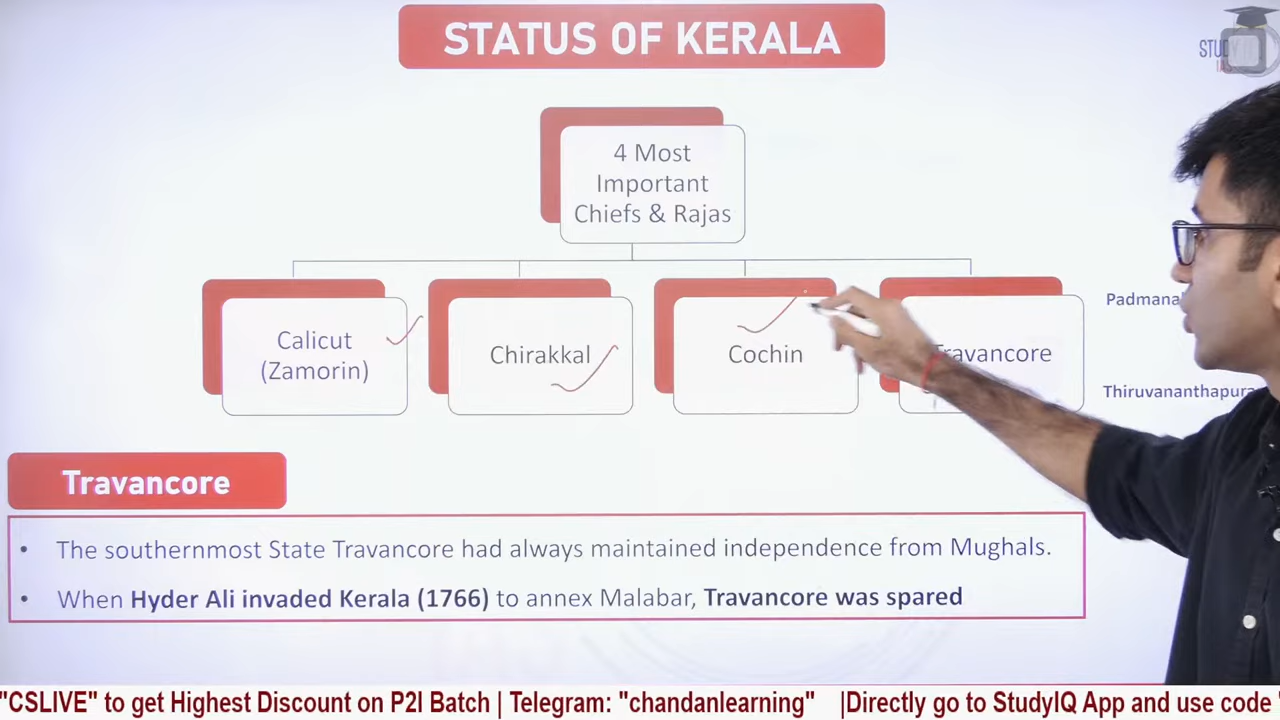 STATUS OF KERALA
4 Most
Important
Chiefs & Rajas
Calicut
(Zamorin)
Chirakkal
Cochin
Travancore
Travancore
• The southernmost State Travancore had always maintained independence from Mughals.
• When Hyder Ali invaded Kerala (1766) to annex Malabar, Travancore was spared
"CSLIVE" to get Highest Discount on P2I Batch | Telegram: "chandanlearning" |Directly go to StudyIQ App and use code "